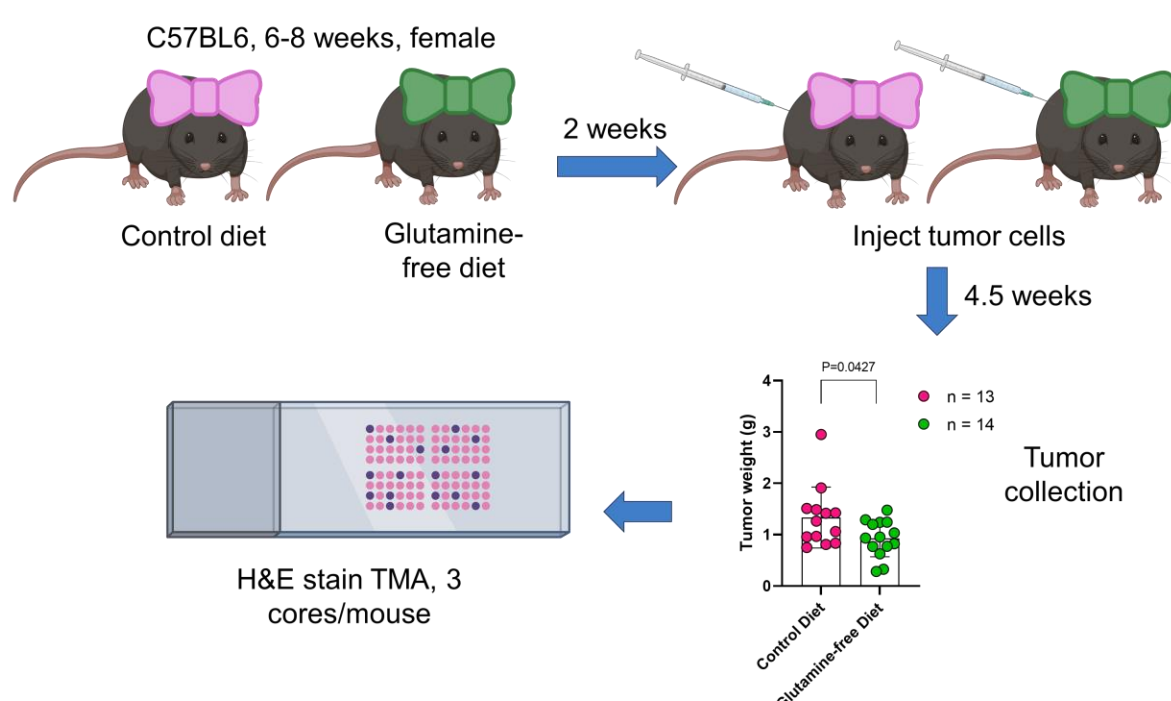 C57BL6, 6-8 weeks, female
Control diet
Glutamine-
free diet
2 weeks
Inject tumor cells
4.5 weeks
P=0.0427
4
3
2
1
0
Tumor weight (g)
n = 13
n = 14
Control Diet
Glutamine-free Diet
Tumor
collection
H&E stain TMA, 3
cores/mouse